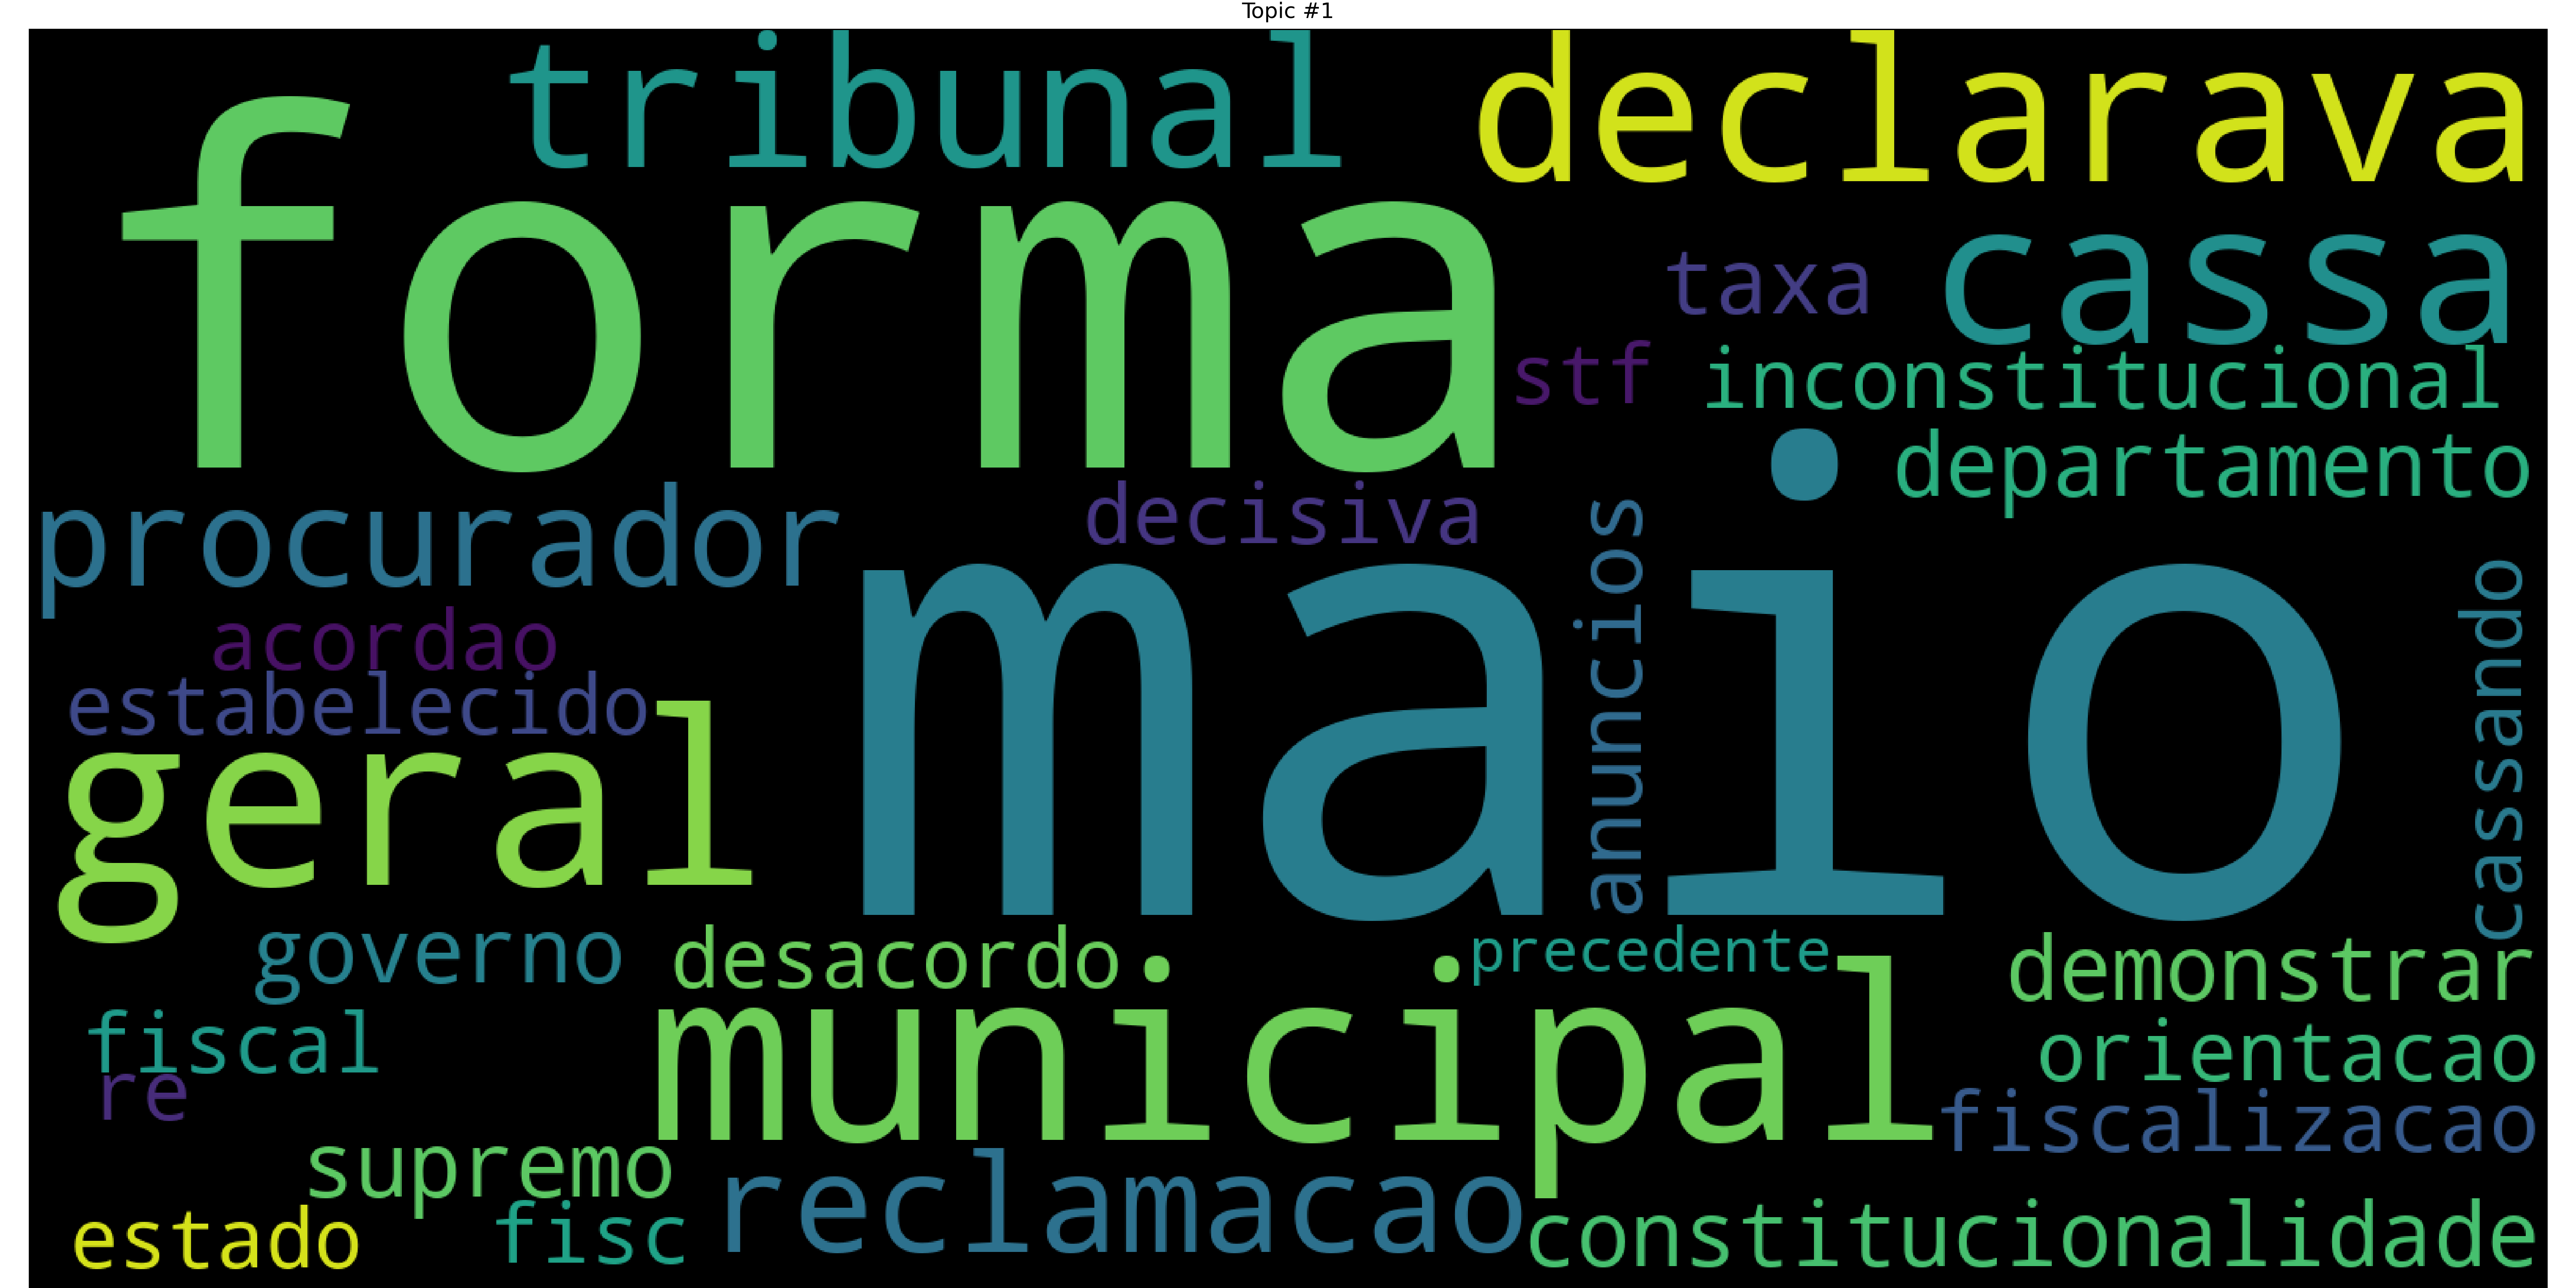 Topic #1
tribunal
declarava
forma
cassa
taxa
stf
inconstitucional
departamento
procurador
decisiva
anuncios
maio
cassando
acordao
estabelecido
geral
governo
desacordo
precedente
demonstrar
municipal
fiscal
orientacao
re
fiscalizacao
supremo
reclamacao
estado
fisc
constitucionalidade